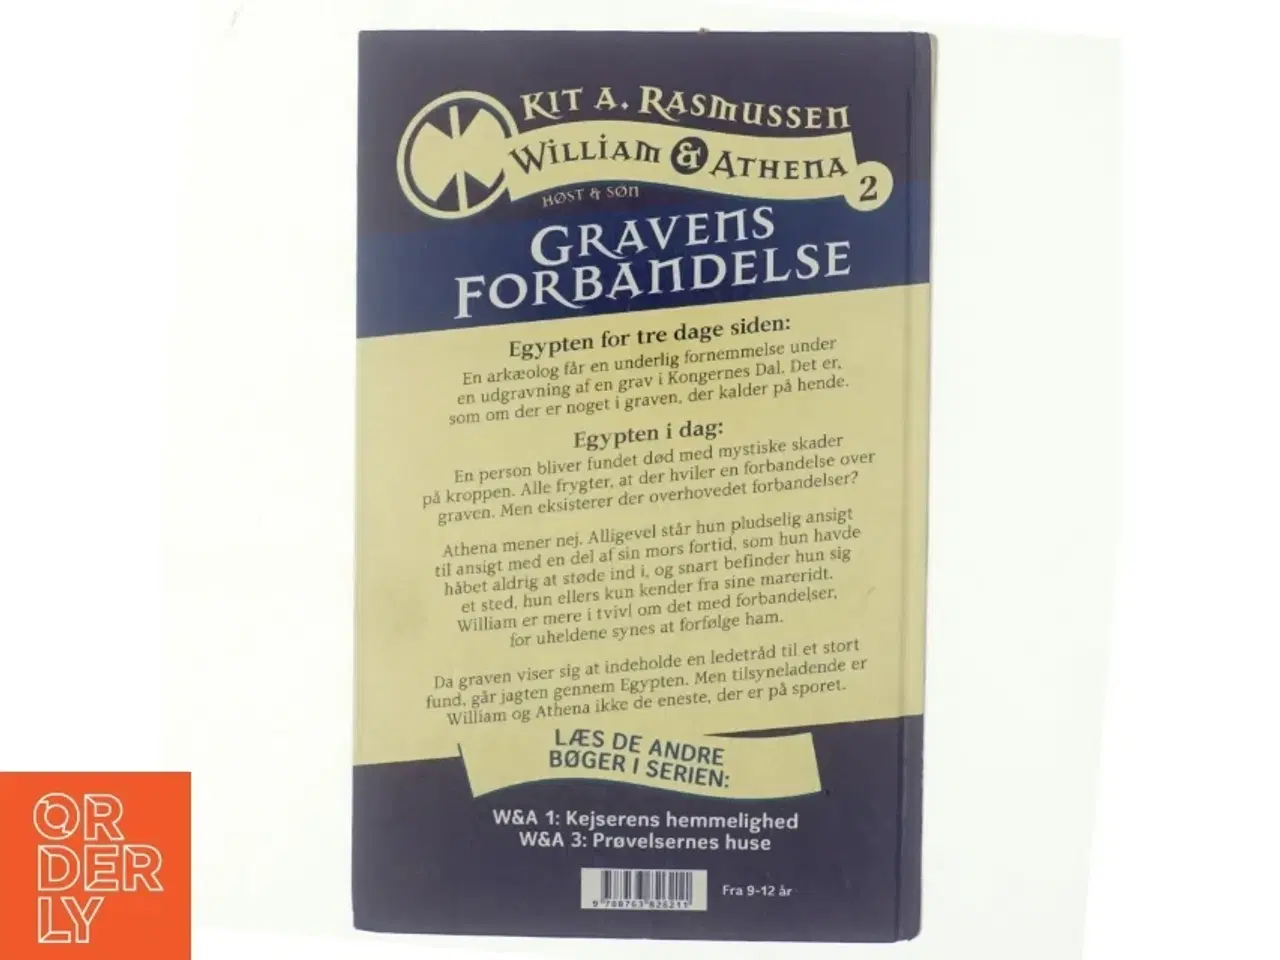 KIT A. RASMUSSEN
WILLIAM & ATHENA
2
HØST & SØN
GRAVENS
FORBANDELSE
Egypten for tre dage siden:
En arkæolog får en underlig fornemmelse under
en udgravning af en grav i Kongernes Dal. Det er,
som om der er noget i graven, der kalder på hende.
Egypten i dag:
En person bliver fundet død med mystiske skader
på kroppen. Alle frygter, at der hviler en forbandelse over
graven. Men eksisterer der overhovedet forbandelser?
Athena mener nej. Alligevel står hun pludselig ansigt
til ansigt med en del af sin mors fortid, som hun havde
håbet aldrig at støde ind i, og snart befinder hun sig
et sted, hun ellers kun kender fra sine mareridt.
William er mere i tvivl om det med forbandelser,
for uheldene synes at forfølge ham.
Da graven viser sig at indeholde en ledetråd til et stort
fund, går jagten gennem Egypten. Men tilsyneladende er
William og Athena ikke de eneste, der er på sporet.
LÆS DE ANDRE
BØGER I SERIEN:
W&A 1: Kejserens hemmelighed
W&A 3: Prøvelsernes huse
9 788763 826211
Fra 9-12 år
OR
DER
LY